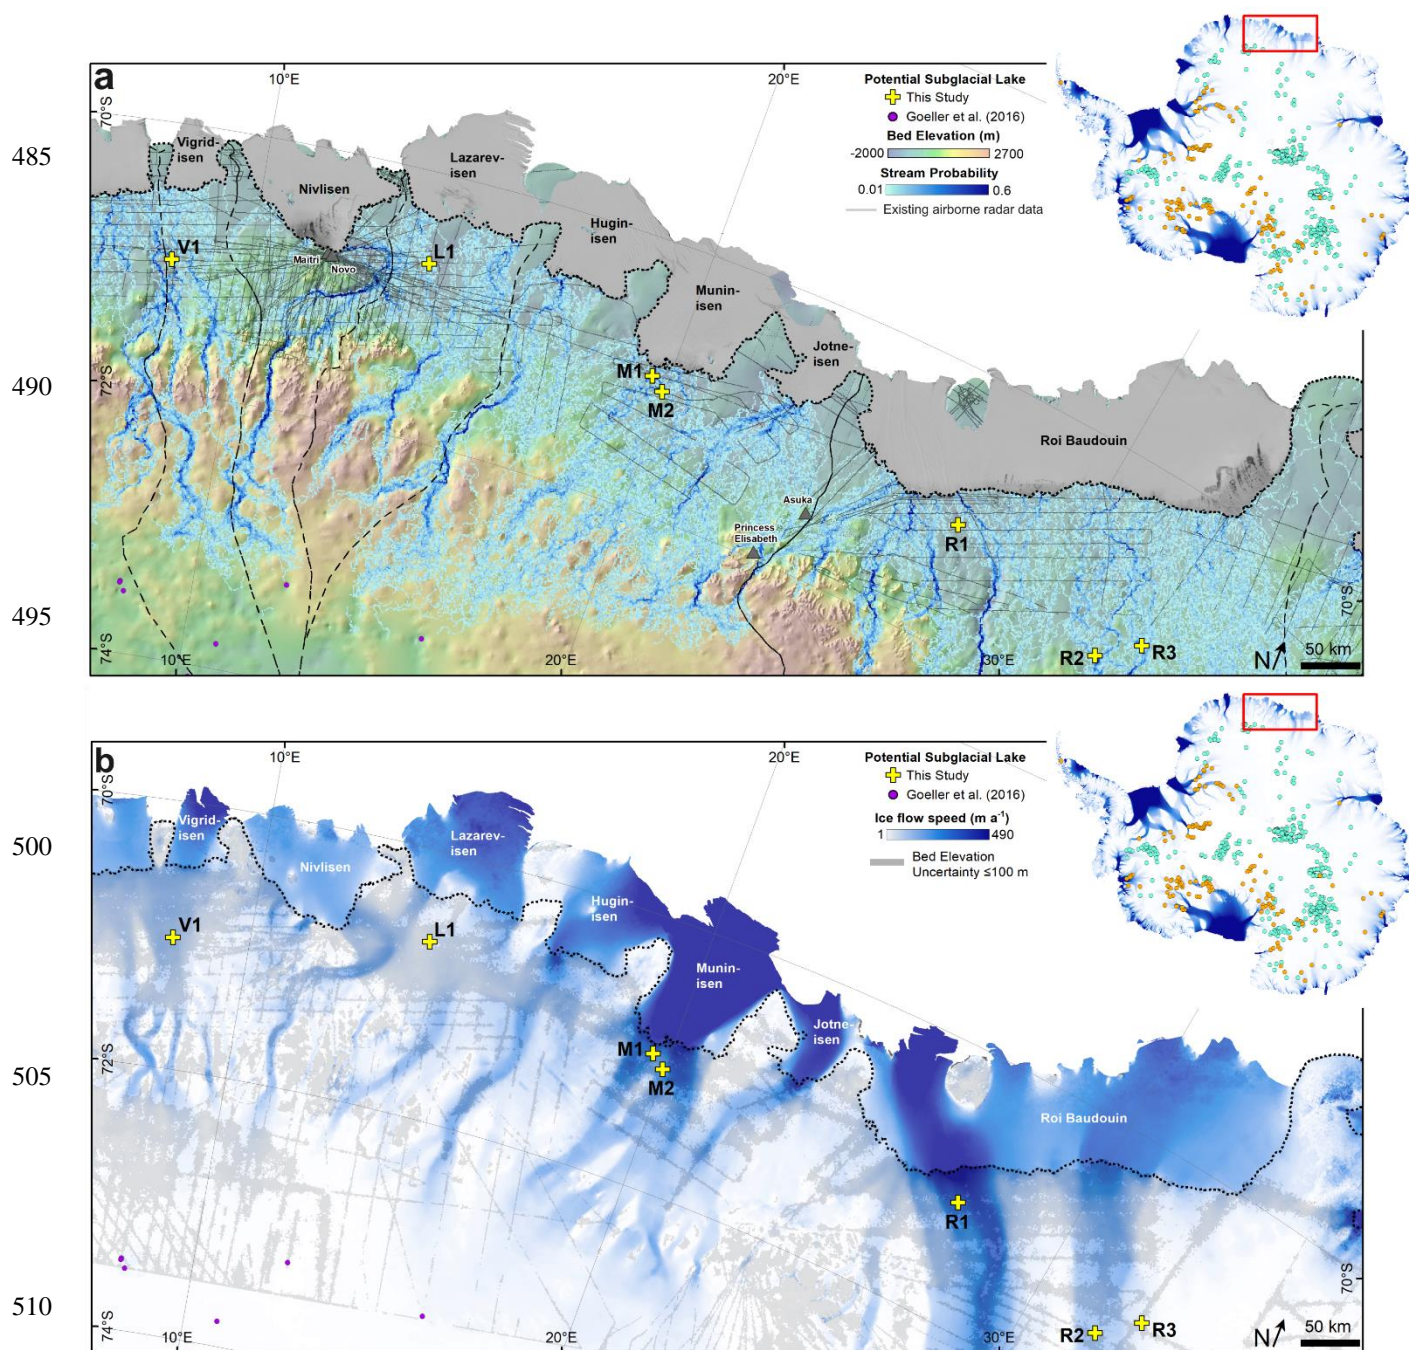 a
10°E
20°E
70°S
Potential Subglacial Lake
This Study
Goeller et al. (2016)
Bed Elevation (m)
-2000
2700
Stream Probability
0.01
0.6
Existing airborne radar data
485
Vigrid-
isen
Nivlisen
Lazarev-
isen
Hugin-
isen
Munin-
isen
Jotne-
isen
Roi Baudouin
V1
Maitri
Novo
L1
490
72°S
M1
M2
Asuka
Princess
Elisabeth
R1
495
70°S
74°S
10°E
20°E
30°E
R2
R3
N
50 km
b
10°E
20°E
70°S
Potential Subglacial Lake
This Study
Goeller et al. (2016)
Ice flow speed (m a-1)
1
490
Bed Elevation
Uncertainty ≤100 m
500
Vigrid-
isen
Nivlisen
Lazarev-
isen
Hugin-
isen
Munin-
isen
Jotne-
isen
Roi Baudouin
V1
L1
505
72°S
M1
M2
R1
510
70°S
74°S
10°E
20°E
30°E
R2
R3
N
50 km